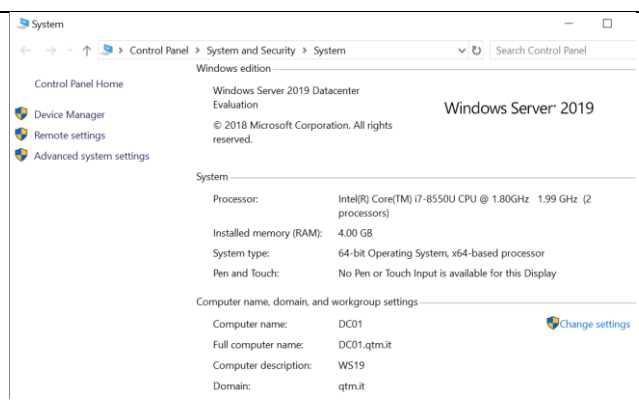 System
Control Panel > System and Security > System
Search Control Panel
Windows edition
Control Panel Home
Windows Server 2019 Datacenter
Evaluation
Windows Server® 2019
Device Manager
© 2018 Microsoft Corporation. All rights
reserved.
Remote settings
Advanced system settings
System
Processor: Intel(R) Core(TM) i7-8550U CPU @ 1.80GHz 1.99 GHz (2
processors)
Installed memory (RAM): 4.00 GB
System type: 64-bit Operating System, x64-based processor
Pen and Touch: No Pen or Touch Input is available for this Display
Computer name, domain, and workgroup settings
Computer name: DC01
Change settings
Full computer name: DC01.qtm.it
Computer description: WS19
Domain: qtm.it